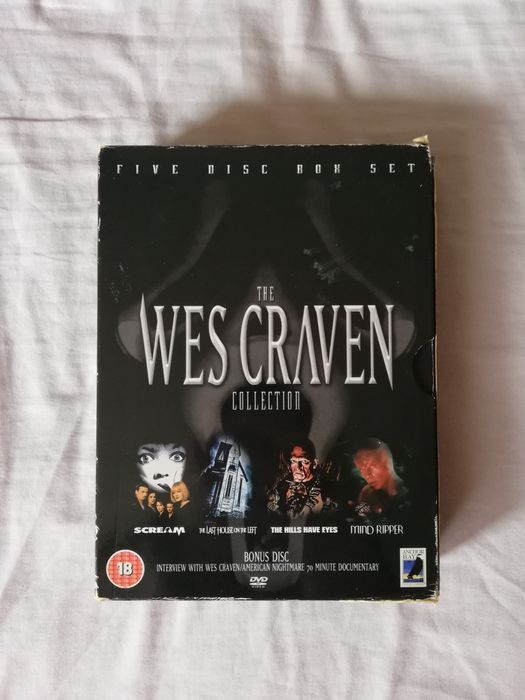 FIVE DISC BOX SET
THE
WES CRAVEN
COLLECTION
SCREAM
THE LAST HOUSE ON THE LEFT
THE HILLS HAVE EYES
MIND RIPPER
BONUS DISC
INTERVIEW WITH WES CRAVEN/AMERICAN NIGHTMARE 70 MINUTE DOCUMENTARY
18
DVD
VIDEO
ANCHOR
BAY